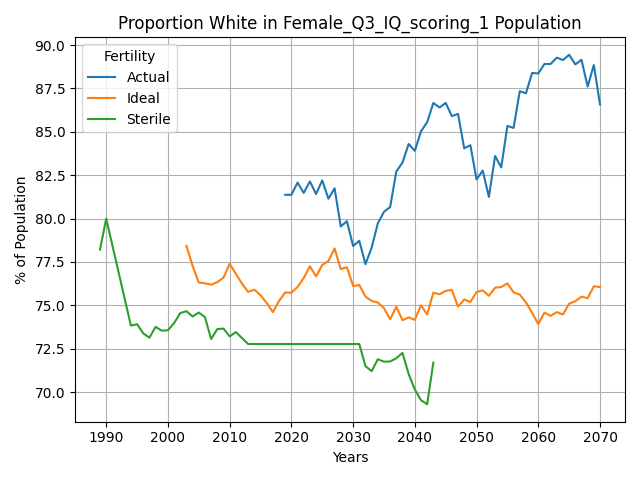 Proportion White in Female_Q3_IQ_scoring_1 Population
Fertility
Actual
Ideal
Sterile
90.0
87.5
85.0
82.5
80.0
77.5
75.0
72.5
70.0
% of Population
1990 2000 2010 2020 2030 2040 2050 2060 2070
Years